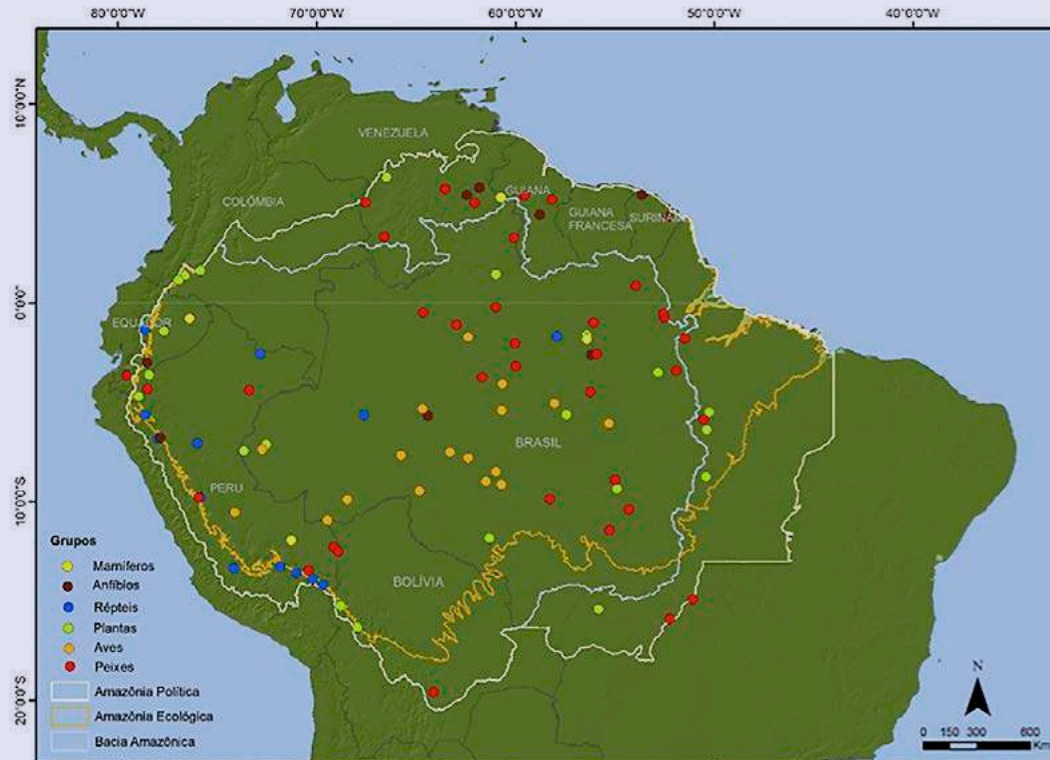 80°0'0"W 70°0'0"W 60°0'0"W 50°0'0"W 40°0'0"W
10°0'0"N
VENEZUELA
COLÔMBIA
GUIANA
GUIANA
FRANCESA
SURINAM
0°0'0"
EQUADOR
BRASIL
PERU
10°0'0"S
BOLÍVIA
Grupos
Mamíferos
Anfíbios
Répteis
Plantas
Aves
Peixes
Amazônia Política
Amazônia Ecológica
Bacia Amazônica
20°0'0"S
N
0 150 300 600
Km